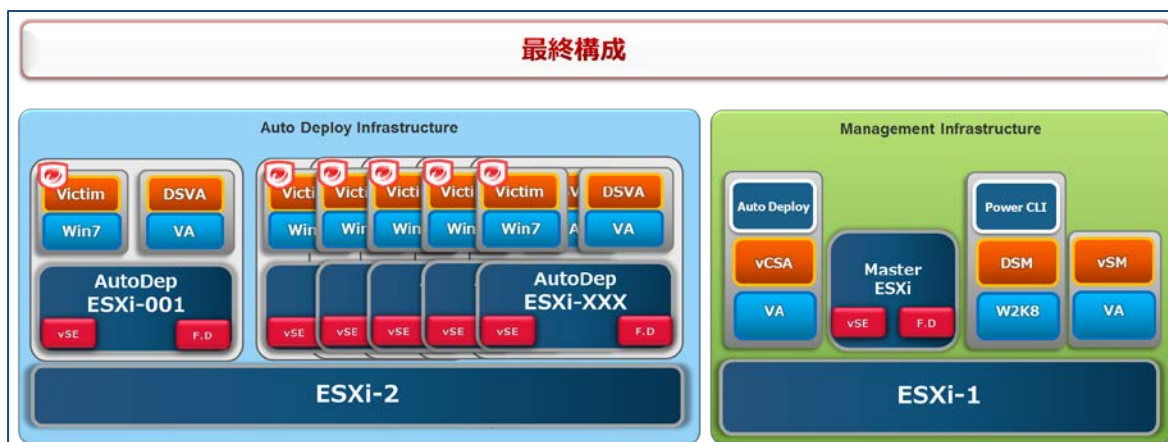 最終構成
Auto Deploy Infrastructure
Victim
DSVA
Win7
VA
AutoDep
ESXi-001
vSE
F.D
Victim
DSVA
Win7
VA
AutoDep
ESXi-XXX
vSE
vSE
vSE
vSE
vSE
F.D
ESXi-2
Management Infrastructure
Auto Deploy
vCSA
VA
Master
ESXi
vSE
F.D
Power CLI
DSM
W2K8
vSM
VA
ESXi-1